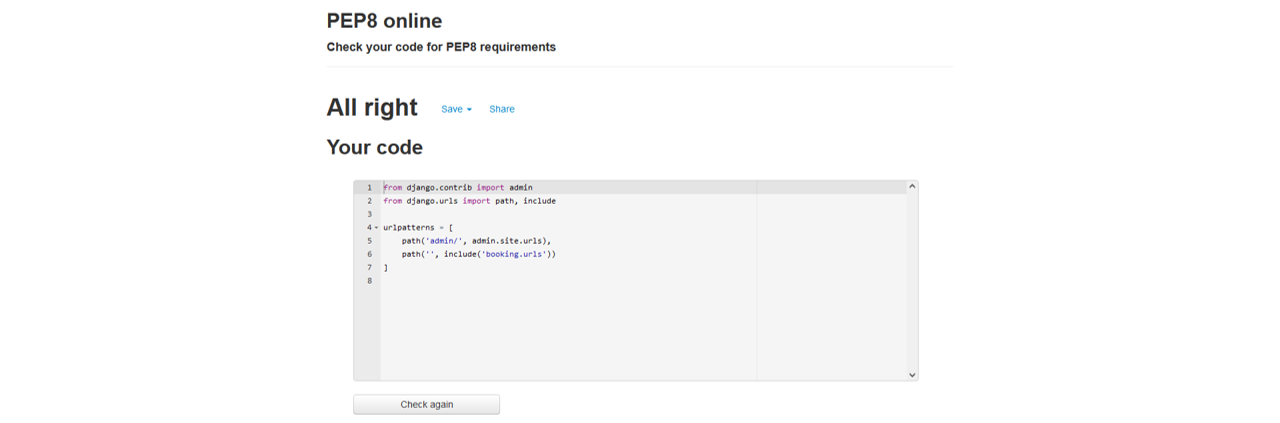 PEP8 online
Check your code for PEP8 requirements
All right Save Share
Your code
1 from django.contrib import admin
2 from django.urls import path, include
3
4 urlpatterns = [
5     path('admin/', admin.site.urls),
6     path('', include('booking.urls'))
7 ]
8
Check again